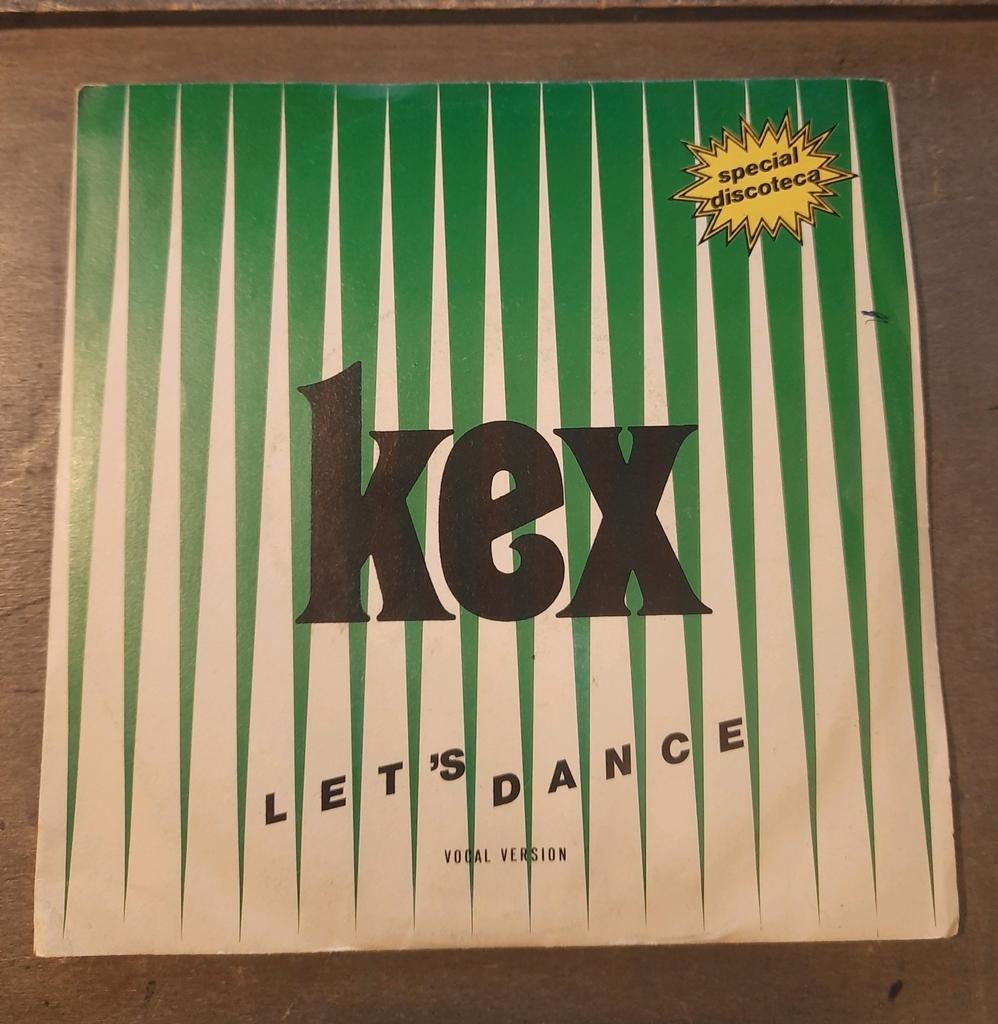 special
discoteca
kex
LET'S DANCE
VOCAL VERSION